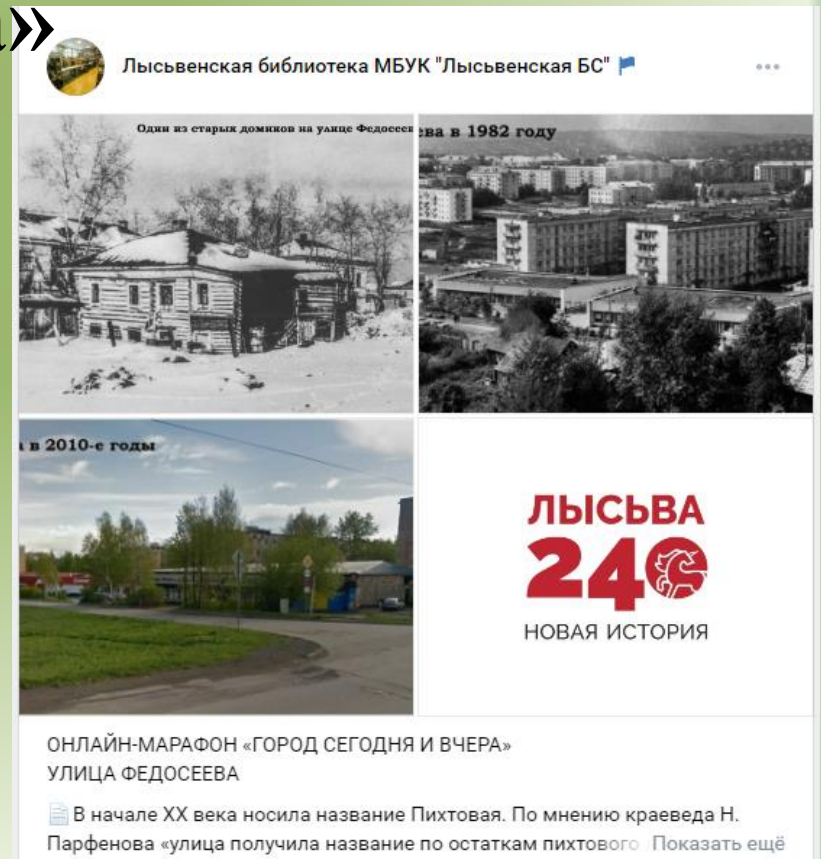 »
Лысьвенская библиотека МБУК "Лысьвенская БС"
Один из старых домиков на улице Федосеев
ева в 1982 году
в 2010-е годы
ЛЫСЬВА
240
НОВАЯ ИСТОРИЯ
ОНЛАЙН-МАРАФОН «ГОРОД СЕГОДНЯ И ВЧЕРА»
УЛИЦА ФЕДОСЕЕВА
В начале XX века носила название Пихтовая. По мнению краеведа Н.
Парфенова «улица получила название по остаткам пихтового Показать ещё